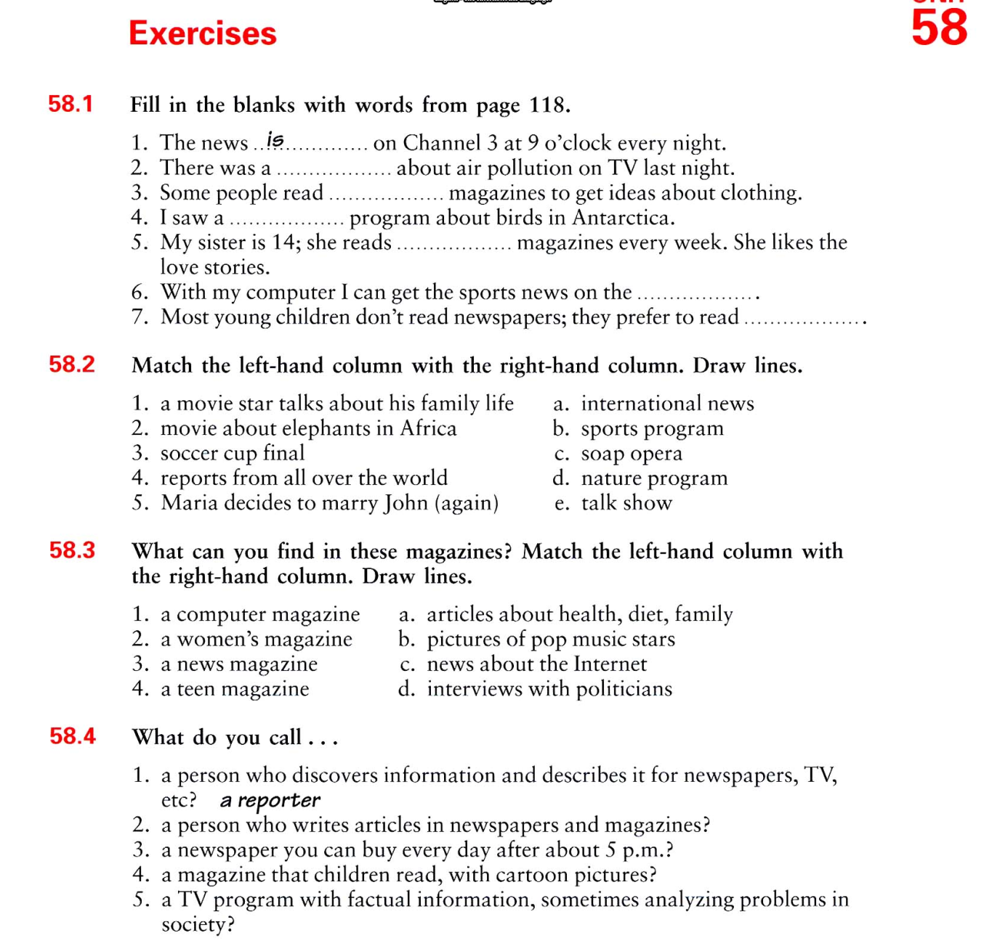 Exercises
58
58.1 Fill in the blanks with words from page 118.
1. The news ..is............. on Channel 3 at 9 o'clock every night.
2. There was a .................. about air pollution on TV last night.
3. Some people read .................. magazines to get ideas about clothing.
4. I saw a .................. program about birds in Antarctica.
5. My sister is 14; she reads .................. magazines every week. She likes the
love stories.
6. With my computer I can get the sports news on the .................. .
7. Most young children don't read newspapers; they prefer to read .................. .
58.2 Match the left-hand column with the right-hand column. Draw lines.
1. a movie star talks about his family life a. international news
2. movie about elephants in Africa b. sports program
3. soccer cup final c. soap opera
4. reports from all over the world d. nature program
5. Maria decides to marry John (again) e. talk show
58.3 What can you find in these magazines? Match the left-hand column with
the right-hand column. Draw lines.
1. a computer magazine a. articles about health, diet, family
2. a women's magazine b. pictures of pop music stars
3. a news magazine c. news about the Internet
4. a teen magazine d. interviews with politicians
58.4 What do you call . . .
1. a person who discovers information and describes it for newspapers, TV,
etc? a reporter
2. a person who writes articles in newspapers and magazines?
3. a newspaper you can buy every day after about 5 p.m.?
4. a magazine that children read, with cartoon pictures?
5. a TV program with factual information, sometimes analyzing problems in
society?